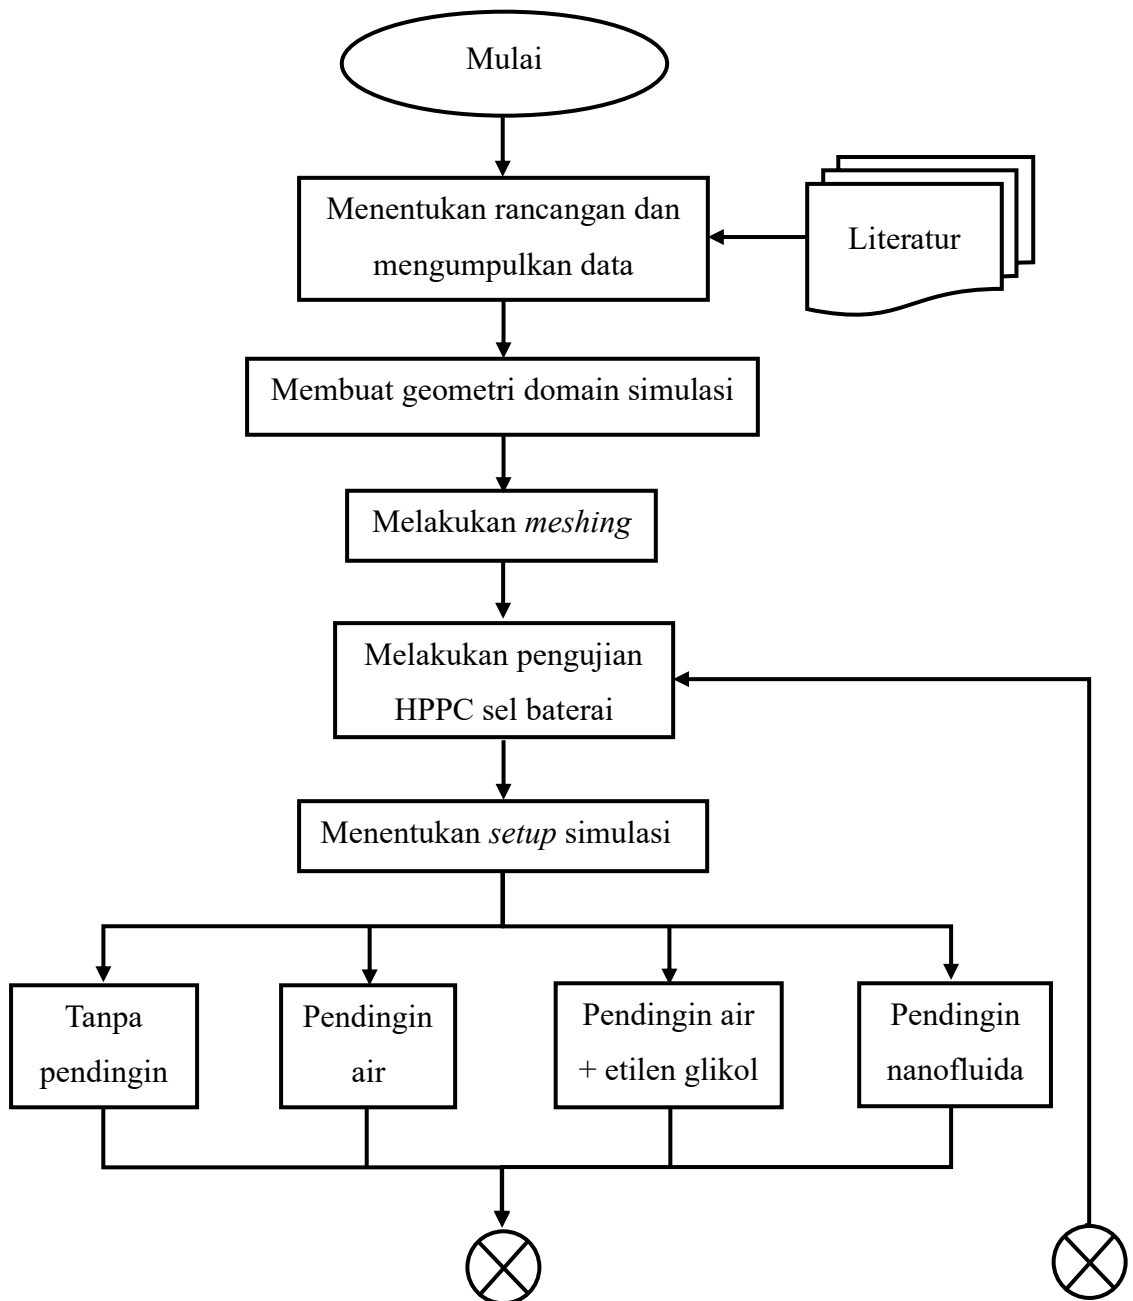 Mulai
Menentukan rancangan dan
mengumpulkan data
Literatur
Membuat geometri domain simulasi
Melakukan meshing
Melakukan pengujian
HPPC sel baterai
Menentukan setup simulasi
Tanpa
pendingin
Pendingin
air
Pendingin air
+ etilen glikol
Pendingin
nanofluida